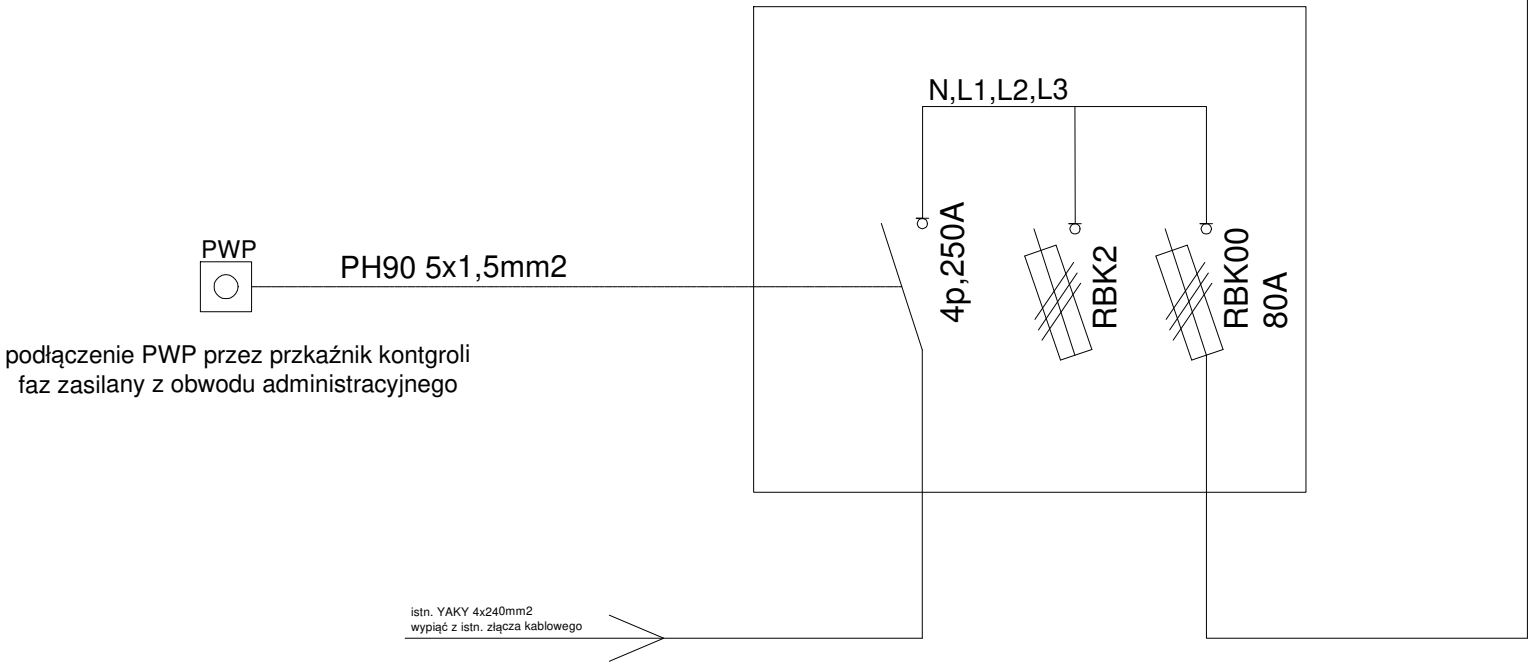 N,L1,L2,L3
PWP
PH90 5x1,5mm2
4p,250A
RBK2
RBK00
80A
podłączenie PWP przez przkaźnik kontgroli
faz zasilany z obwodu administracyjnego
istn. YAKY 4x240mm2
wypiąć z istn. złącza kablowego